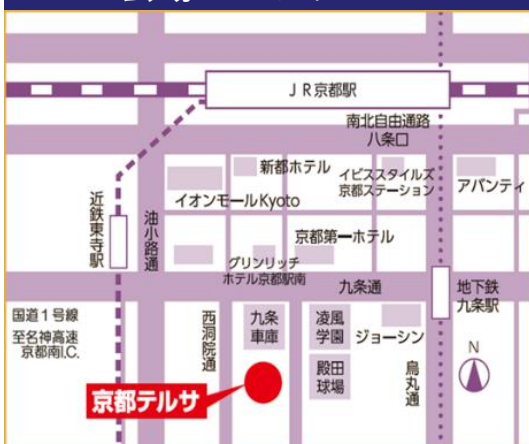 JR京都駅
南北自由通路
八条口
新都ホテル
イビススタイルズ
京都ステーション
アバンティ
イオンモールKyoto
近鉄東寺駅
油小路通
京都第一ホテル
グリンリッチ
ホテル京都駅南
九条通
地下鉄
九条駅
国道1号線
至名神高速
京都南I.C.
西洞院通
九条
車庫
凌風
学園
ジョーシン
殿田
球場
烏丸通
N
京都テルサ